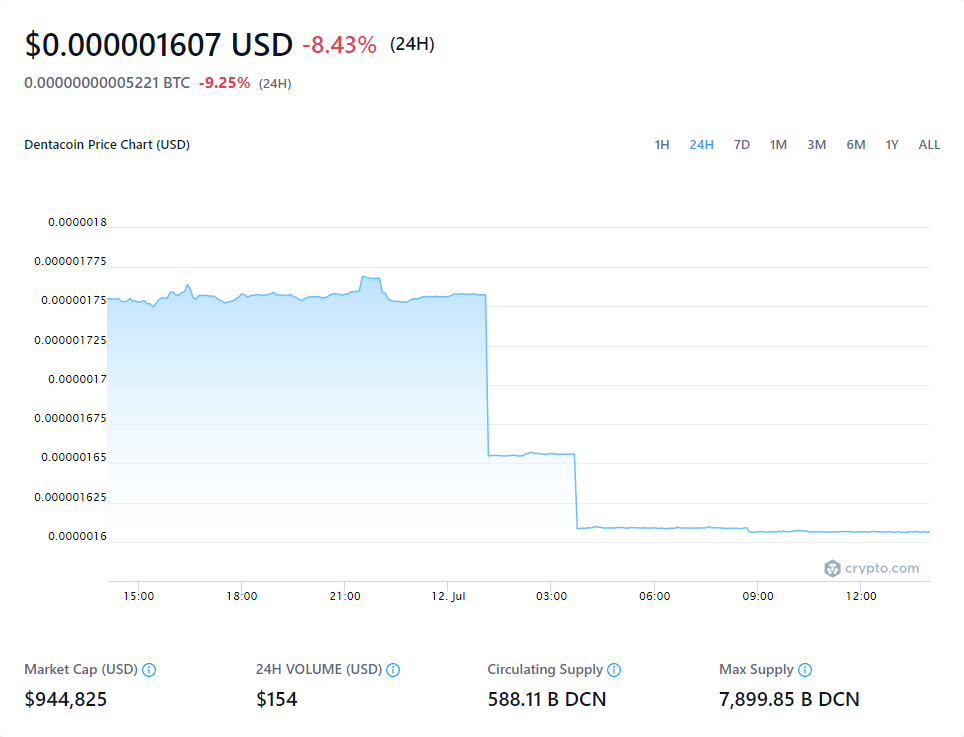 $0.000001607 USD -8.43% (24H)
0.00000000005221 BTC -9.25% (24H)
Dentacoin Price Chart (USD) 1H 24H 7D 1M 3M 6M 1Y ALL
0.0000018
0.000001775
0.00000175
0.000001725
0.0000017
0.000001675
0.00000165
0.000001625
0.0000016
crypto.com
15:00 18:00 21:00 12. Jul 03:00 06:00 09:00 12:00
Market Cap (USD) 24H VOLUME (USD) Circulating Supply Max Supply
$944,825 $154 588.11 B DCN 7,899.85 B DCN